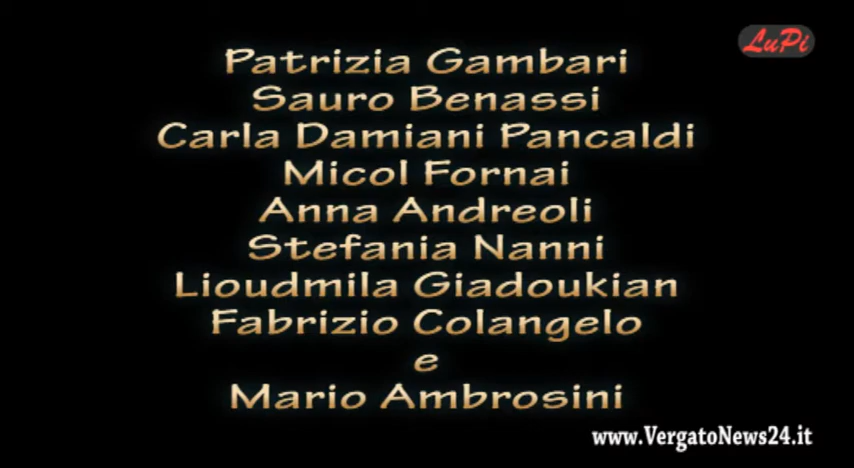 LuPi
Patrizia Gambari
Sauro Benassi
Carla Damiani Pancaldi
Micol Fornai
Anna Andreoli
Stefania Nanni
Lioudmila Giadoukian
Fabrizio Colangelo
e
Mario Ambrosini
www.VergatoNews24.it